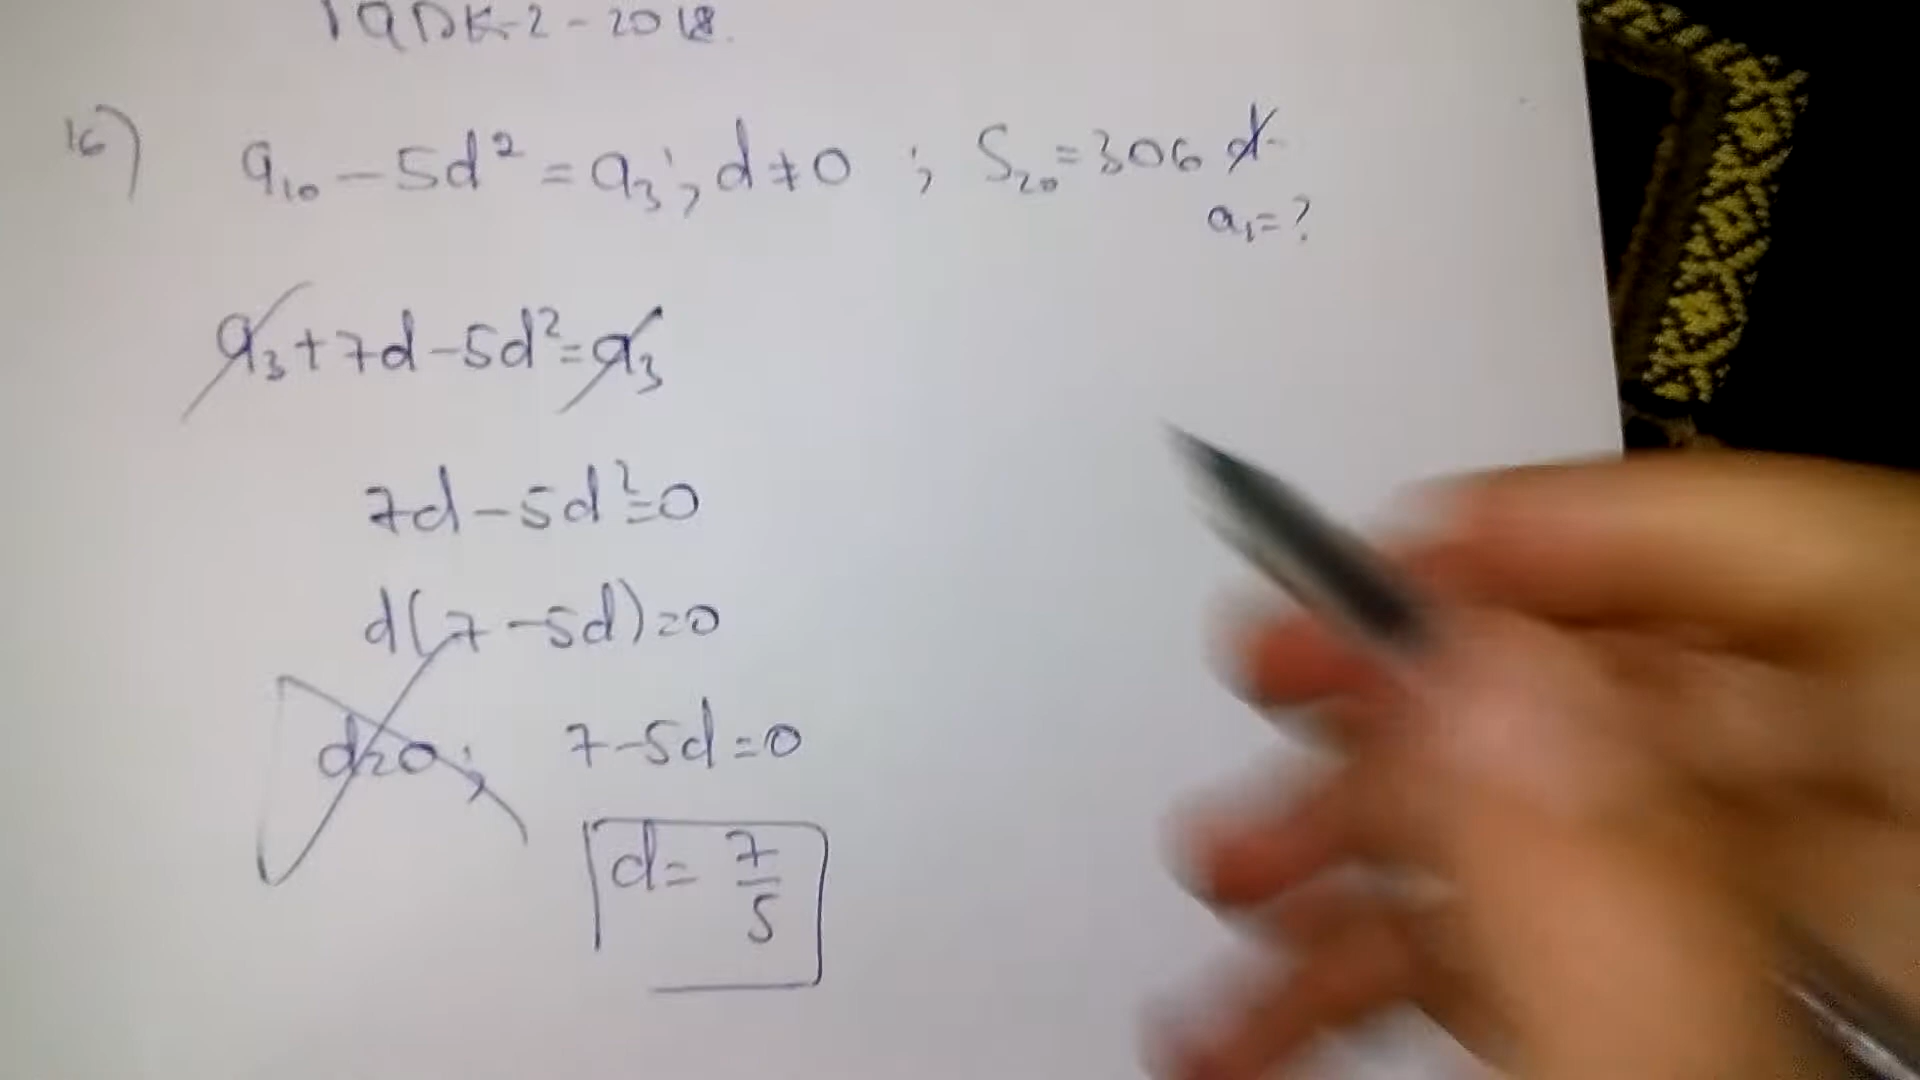 16) a₁₀ - 5d² = a₃ ; d ≠ 0 ; S₂₀ = 306
a₁ = ?
a₃ + 7d - 5d² = a₃
7d - 5d² = 0
d(7 - 5d) = 0
d = 0 ; 7 - 5d = 0
d = 7/5